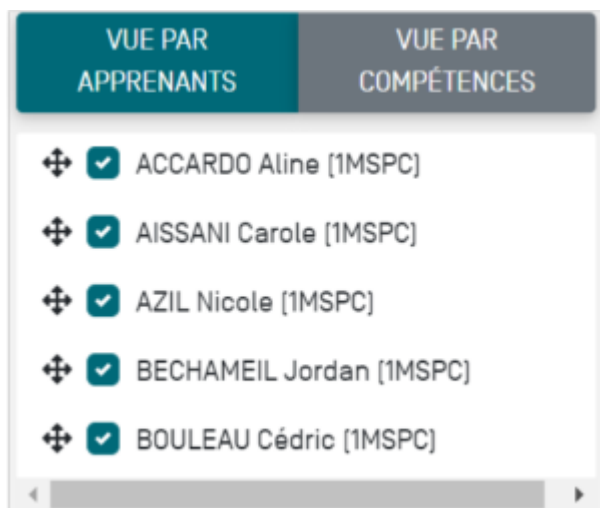 VUE PAR
APPRENANTS
VUE PAR
COMPÉTENCES
ACCARDO Aline (1MSPC)
AISSANI Carole (1MSPC)
AZIL Nicole (1MSPC)
BECHAMEIL Jordan (1MSPC)
BOULEAU Cédric (1MSPC)